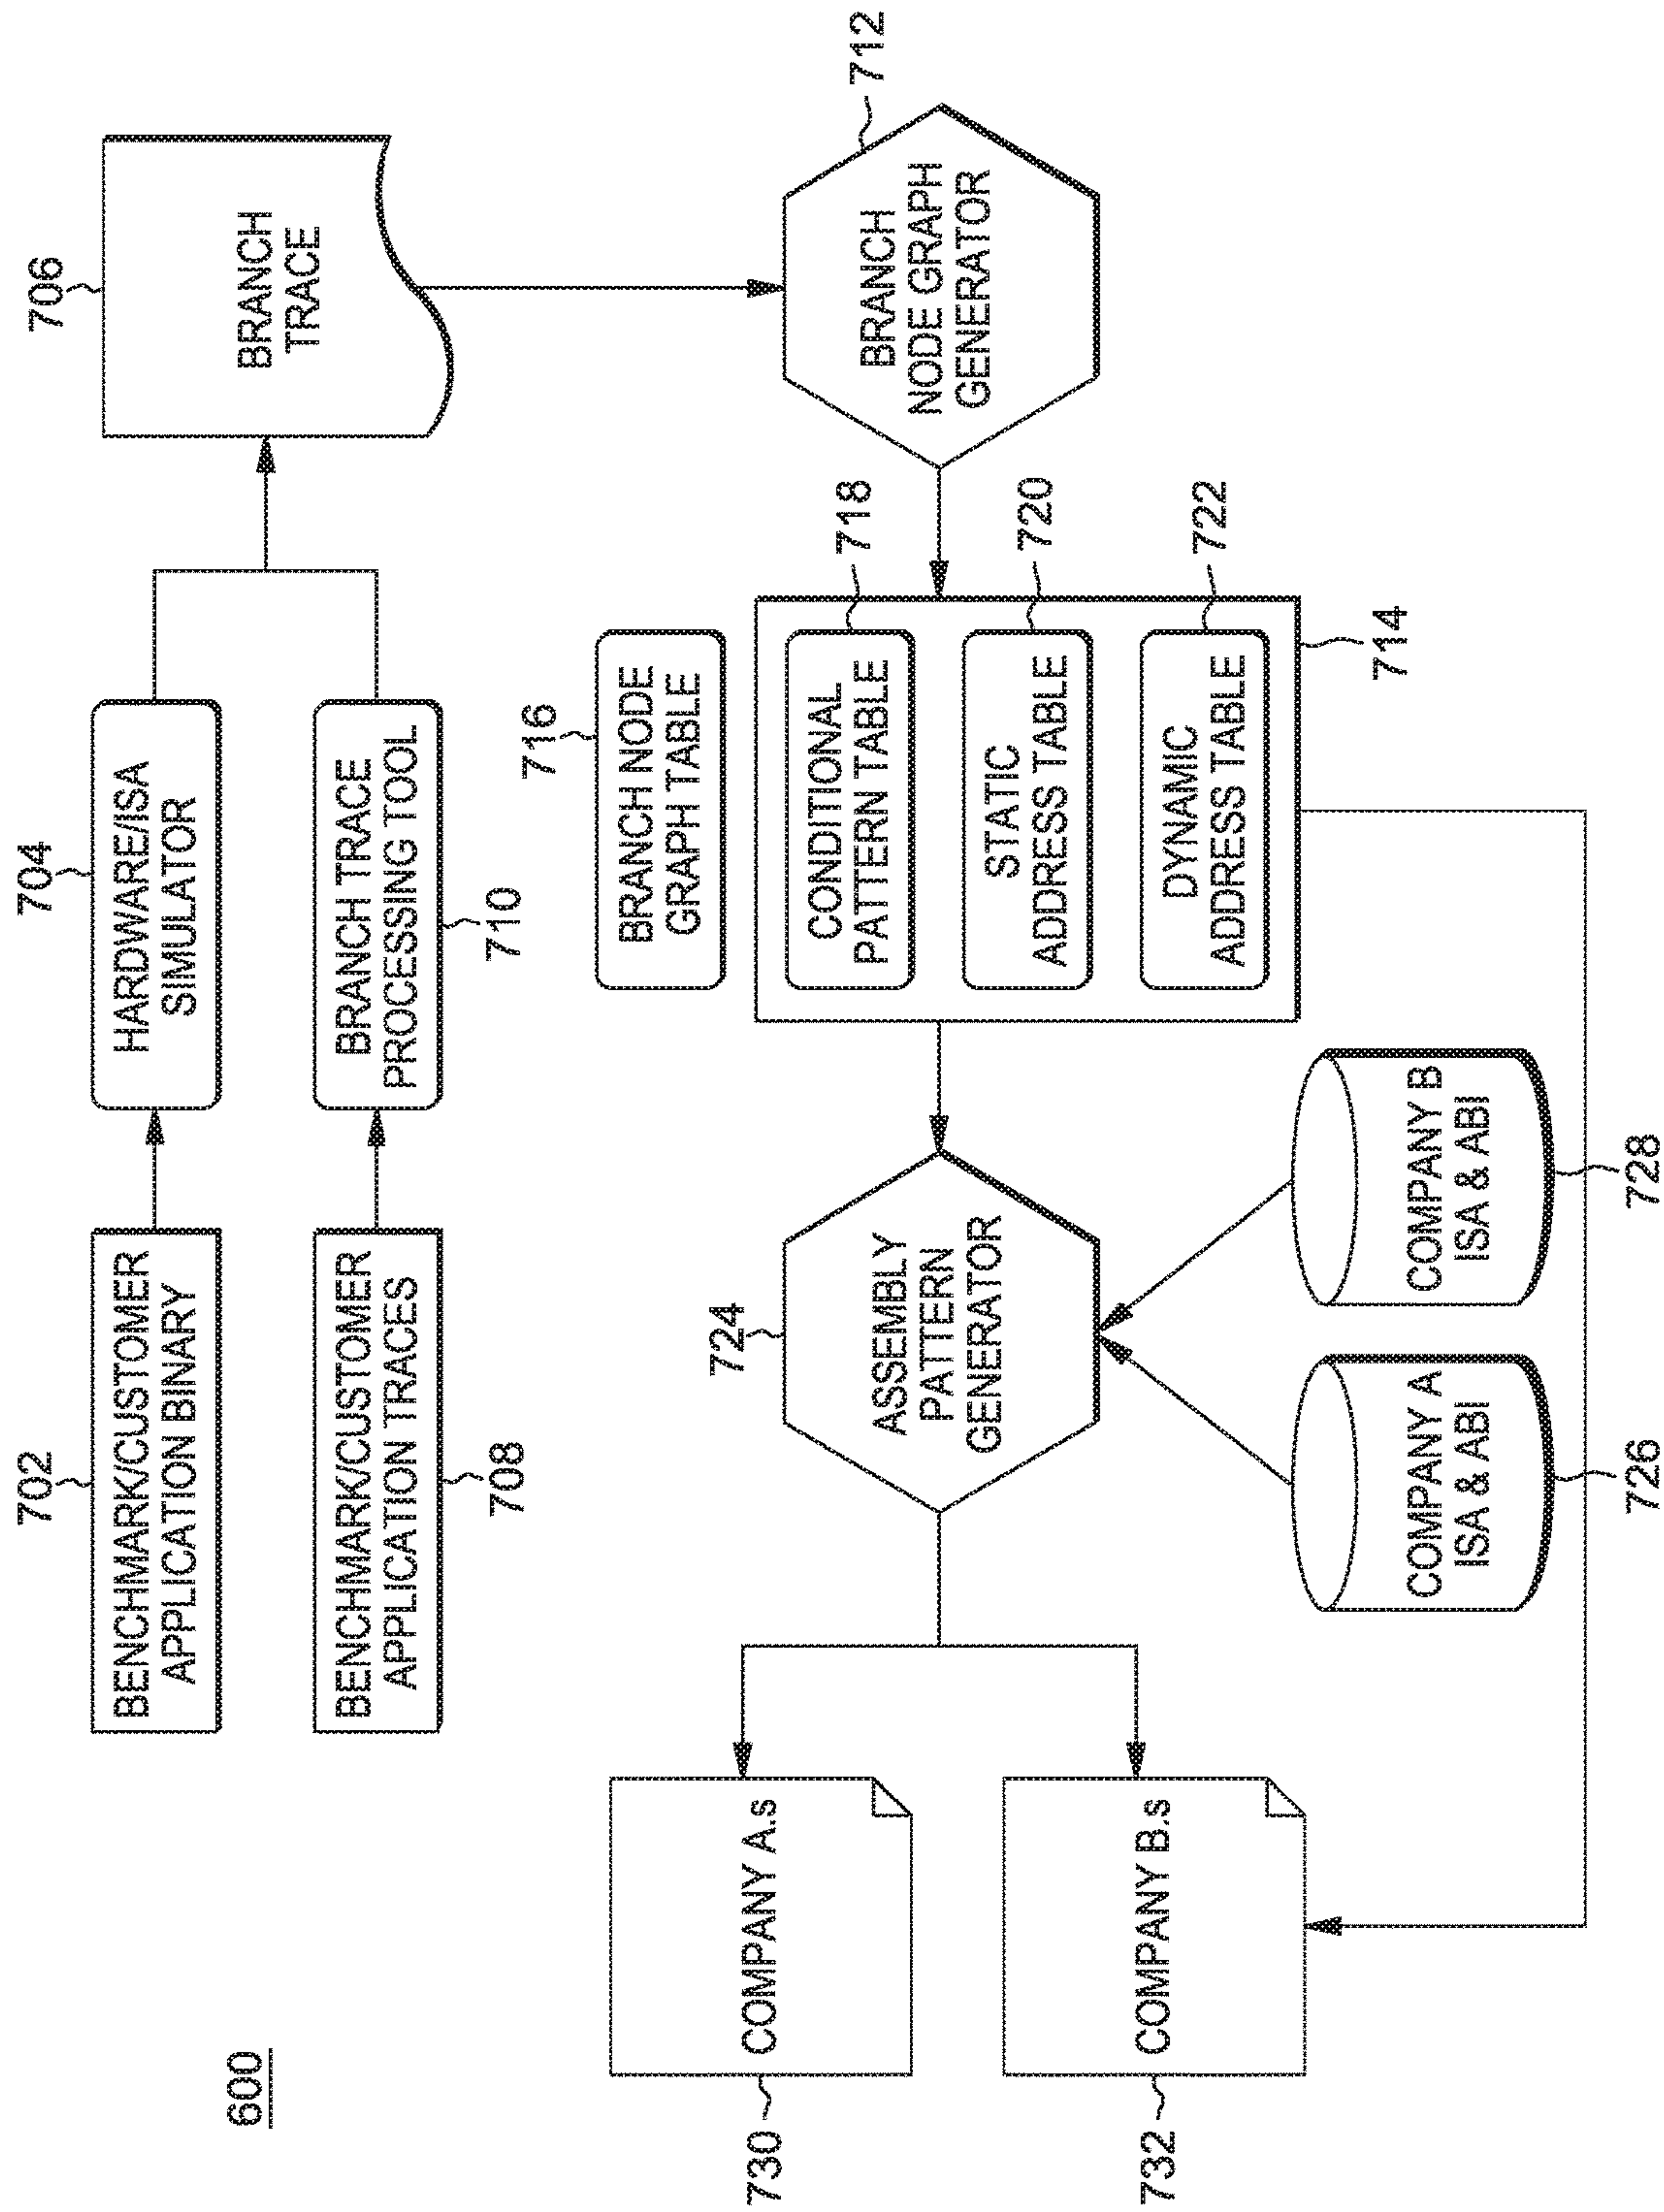 600
702
BENCHMARK/CUSTOMER
APPLICATION BINARY
704
HARDWARE/ISA
SIMULATOR
706
BRANCH
TRACE
BENCHMARK/CUSTOMER
APPLICATION TRACES
708
BRANCH TRACE
PROCESSING TOOL
710
712
BRANCH
NODE GRAPH
GENERATOR
716
BRANCH NODE
GRAPH TABLE
CONDITIONAL
PATTERN TABLE
718
STATIC
ADDRESS TABLE
720
DYNAMIC
ADDRESS TABLE
722
714
724
ASSEMBLY
PATTERN
GENERATOR
COMPANY A
ISA & ABI
726
COMPANY B
ISA & ABI
728
730
COMPANY A.s
732
COMPANY B.s